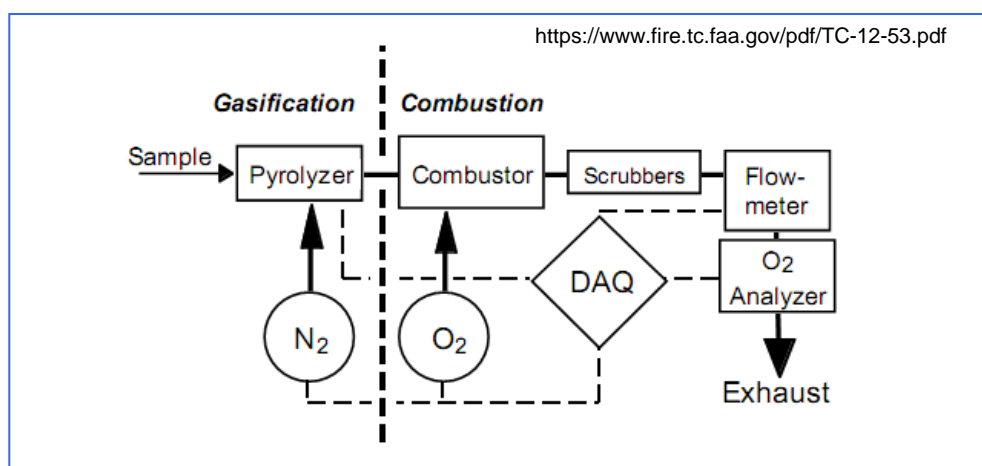 https://www.fire.tc.faa.gov/pdf/TC-12-53.pdf
Gasification
Combustion
Sample
Pyrolyzer
Combustor
Scrubbers
Flow-
meter
DAQ
O2
Analyzer
N2
O2
Exhaust